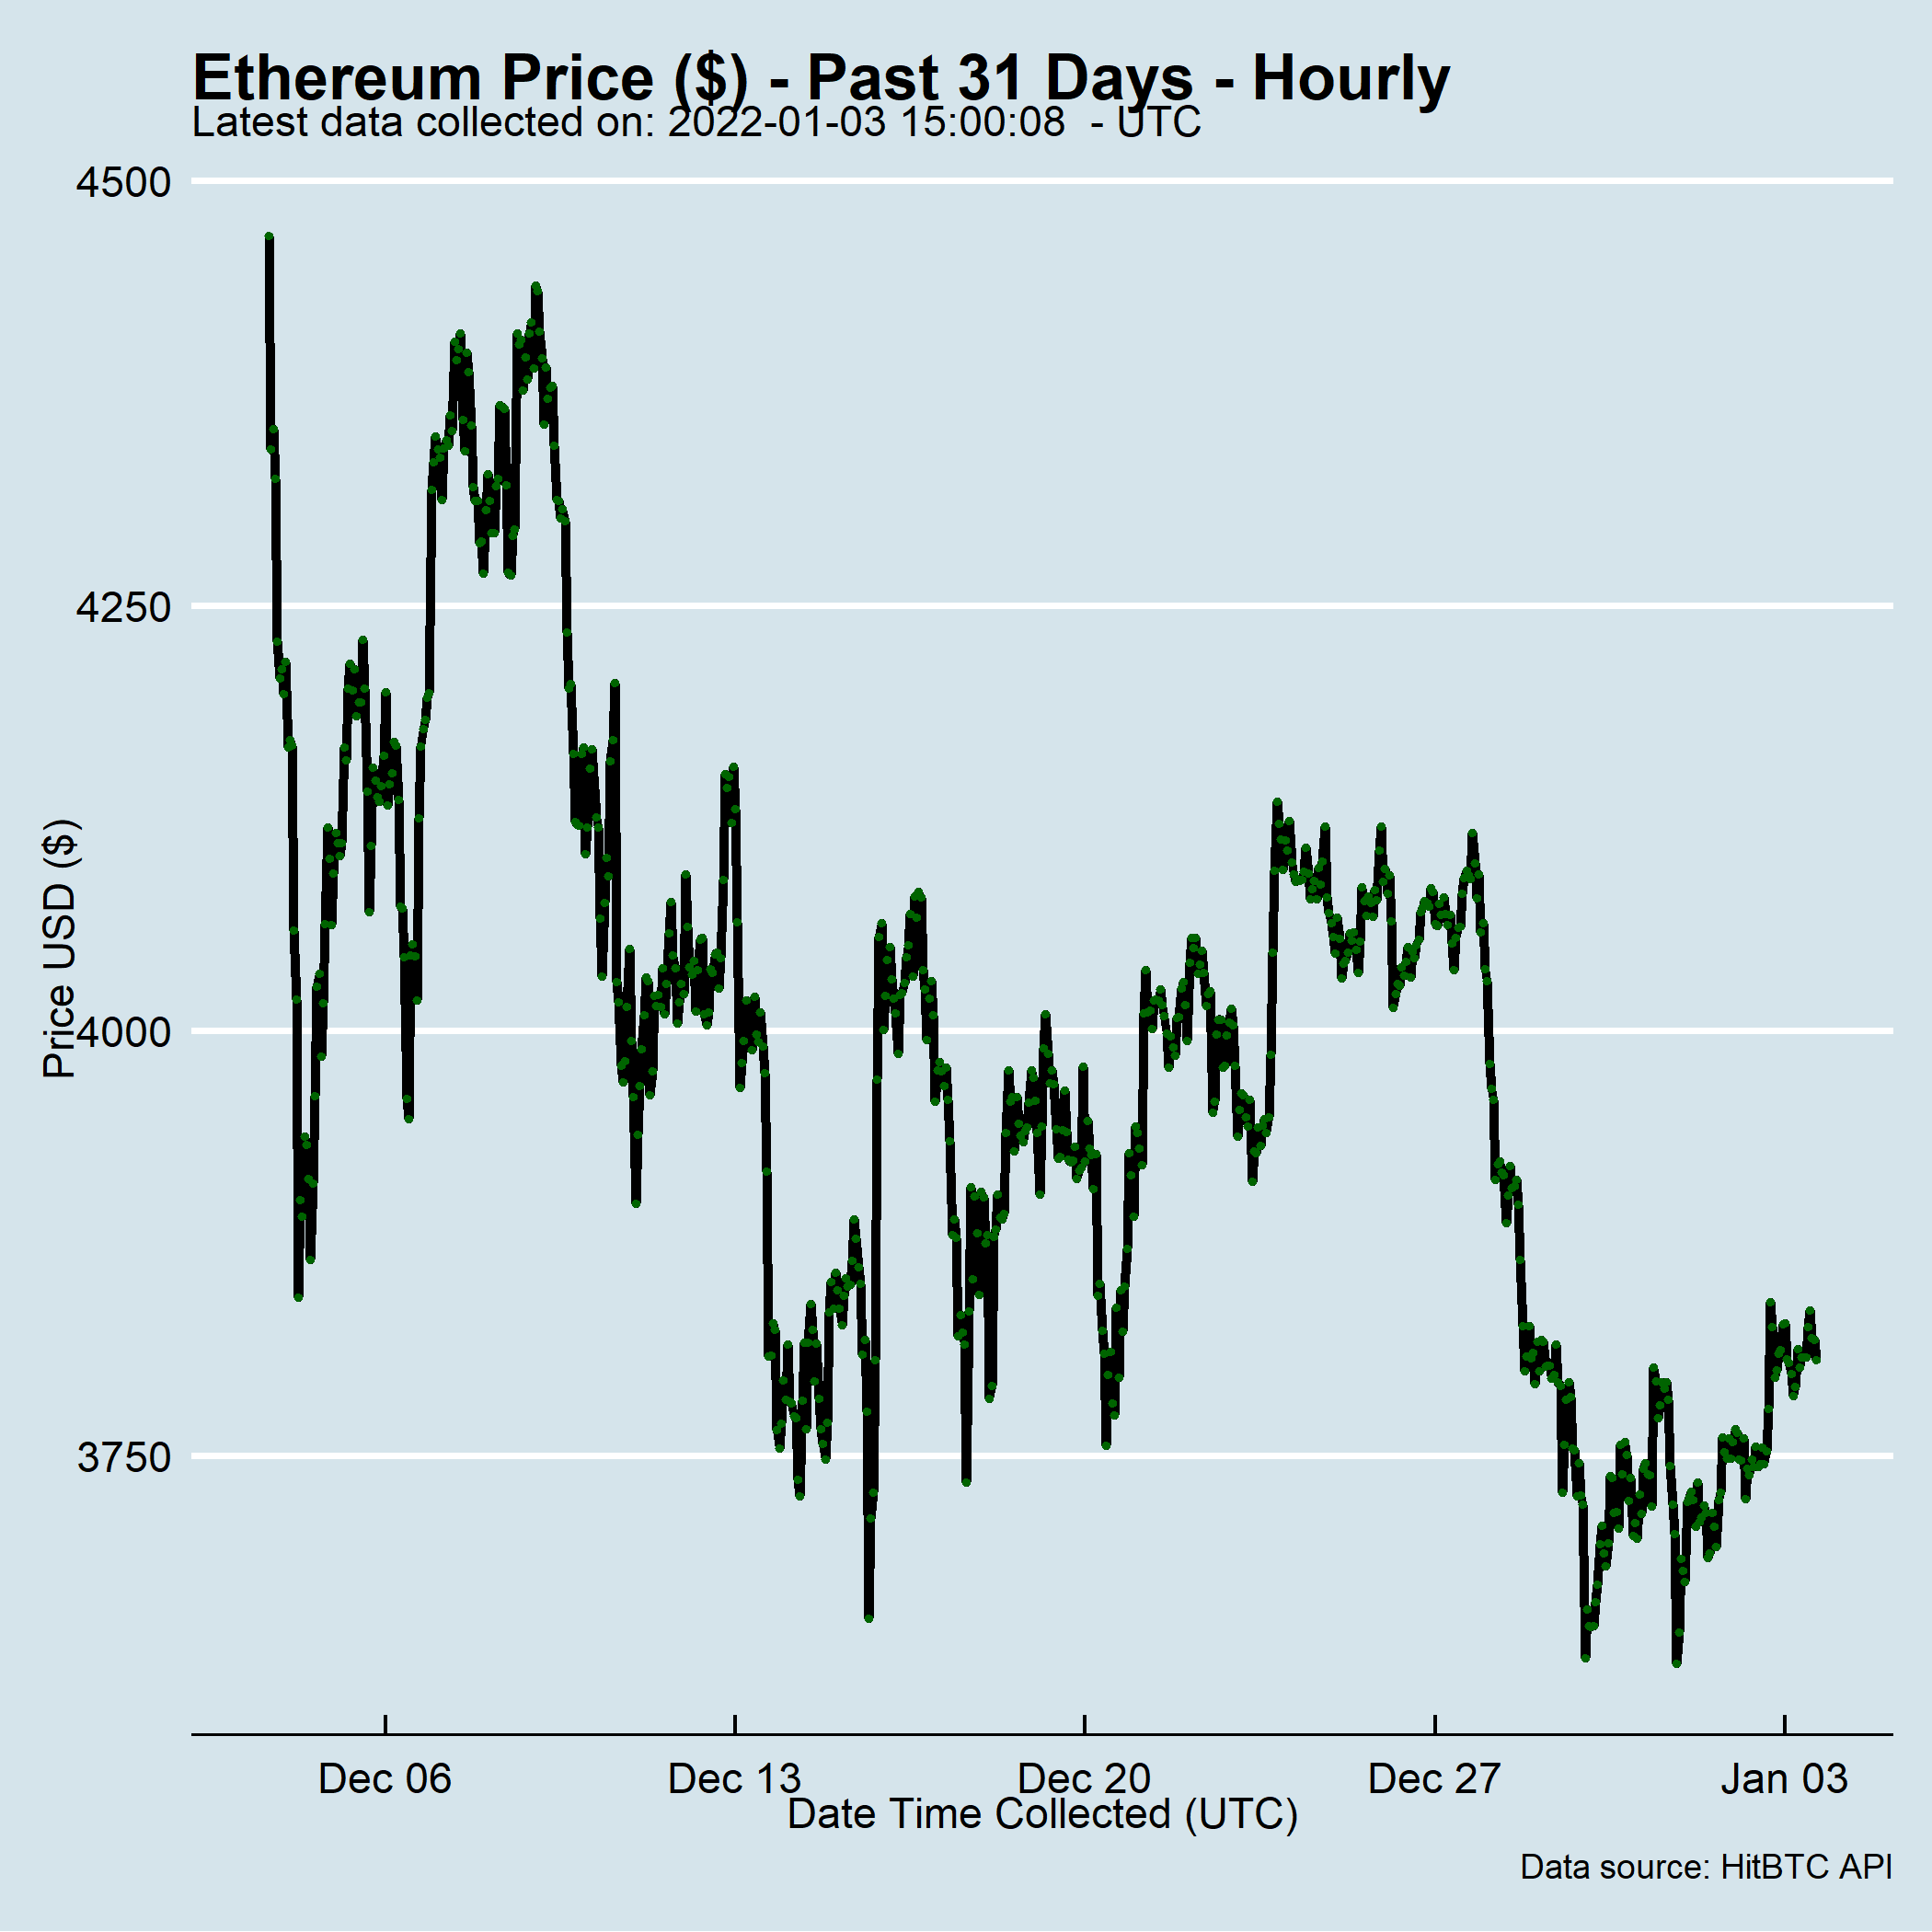 Ethereum Price ($) - Past 31 Days - Hourly
Latest data collected on: 2022-01-03 15:00:08  - UTC
4500
4250
4000
3750
Price USD ($)
Dec 06
Dec 13
Dec 20
Dec 27
Jan 03
Date Time Collected (UTC)
Data source: HitBTC API